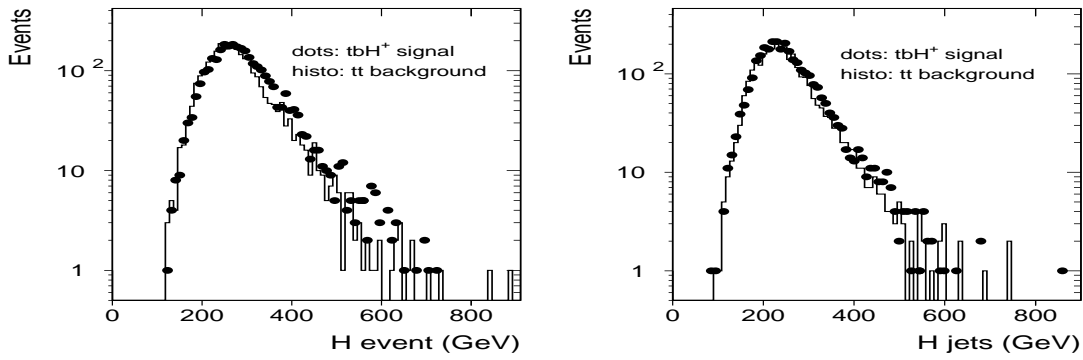 Events
dots: tbH⁺ signal
histo: tt background
10²
10
1
0 200 400 600 800
H event (GeV)
Events
dots: tbH⁺ signal
histo: tt background
10²
10
1
0 200 400 600 800
H jets (GeV)